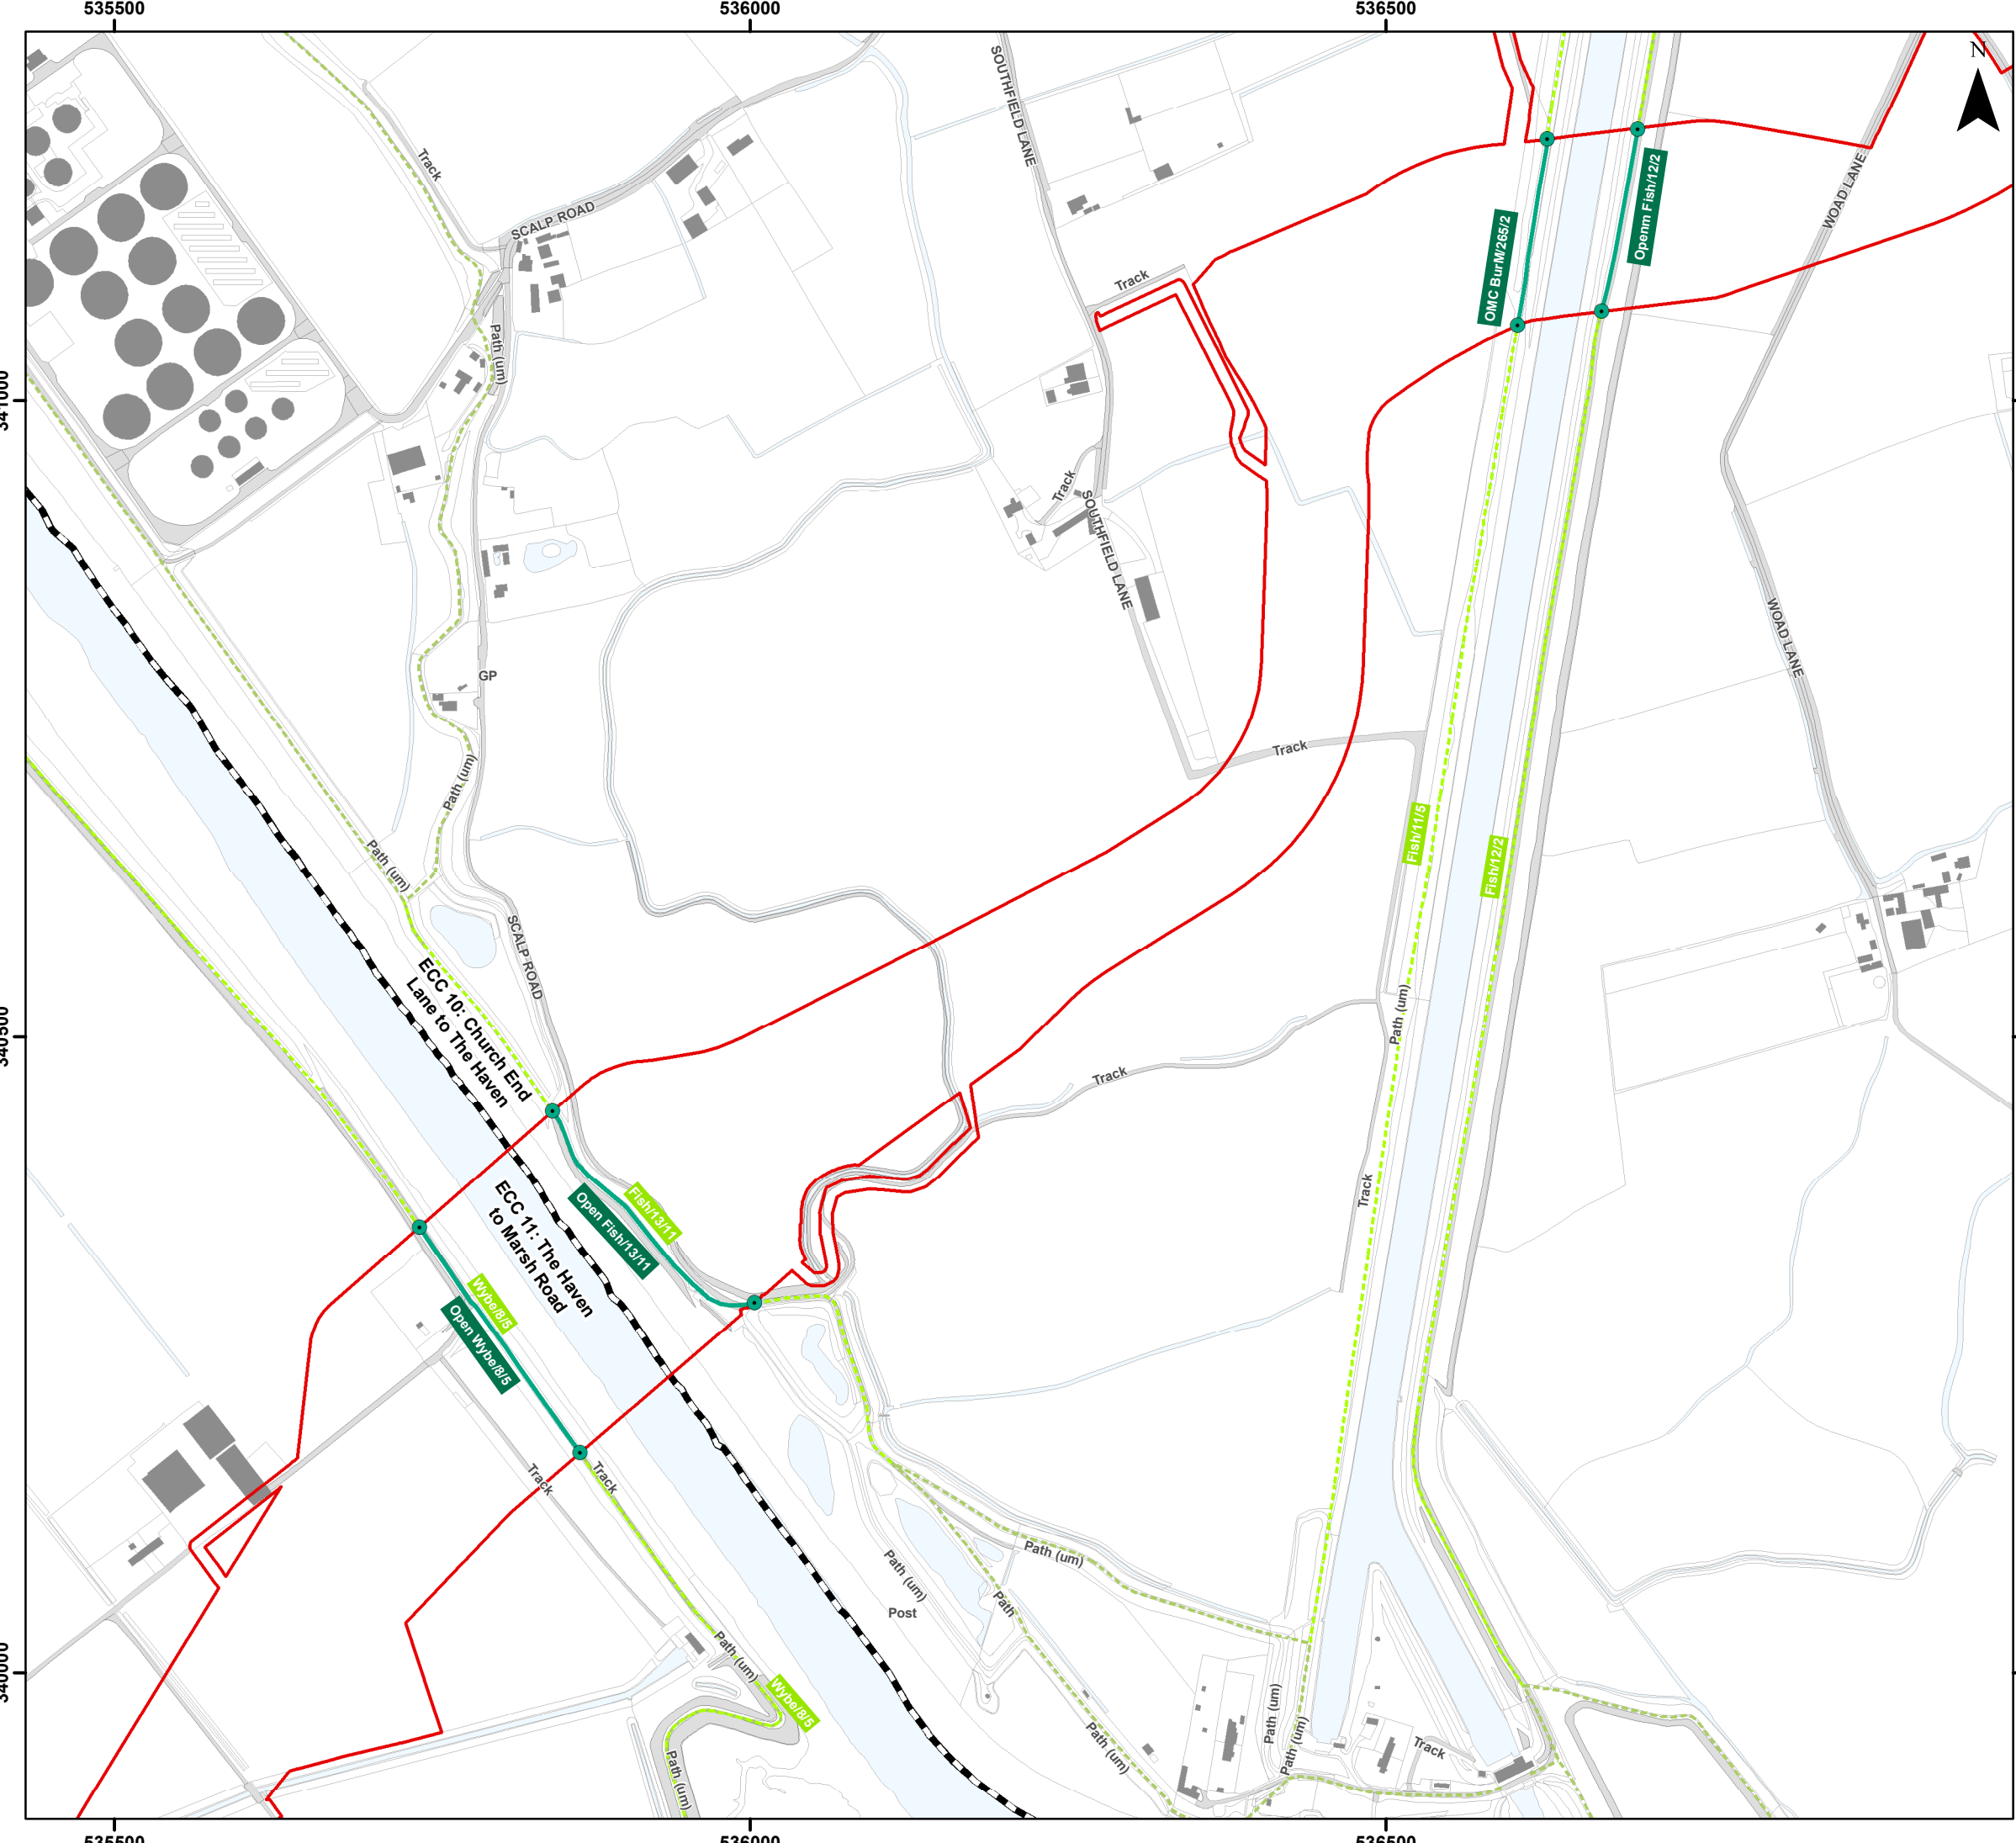 535500
536000
536500
N
SOUTHFIELD LANE
Track
SCALP ROAD
WOAD LANE
Openm Fish/12/2
OMC BurM/265/2
Track
Path (um)
341000
Track
SOUTHFIELD LANE
WOAD LANE
GP
Track
Path (um)
Fish/11/5
Path (um)
Fish/12/2
SCALP ROAD
ECC 10: Church End
Lane to The Haven
Path (um)
340500
Track
Track
Fish/13/11
Open Fish/13/11
ECC 11: The Haven
to Marsh Road
Wybe/8/5
Open Wybe/8/5
Track
Track
Path (um)
Path (um)
Path
Post
Path (um)
340000
Wybe/8/5
Path (um)
Path (um)
Path (um)
Track
Path (um)
535500
536000
536500